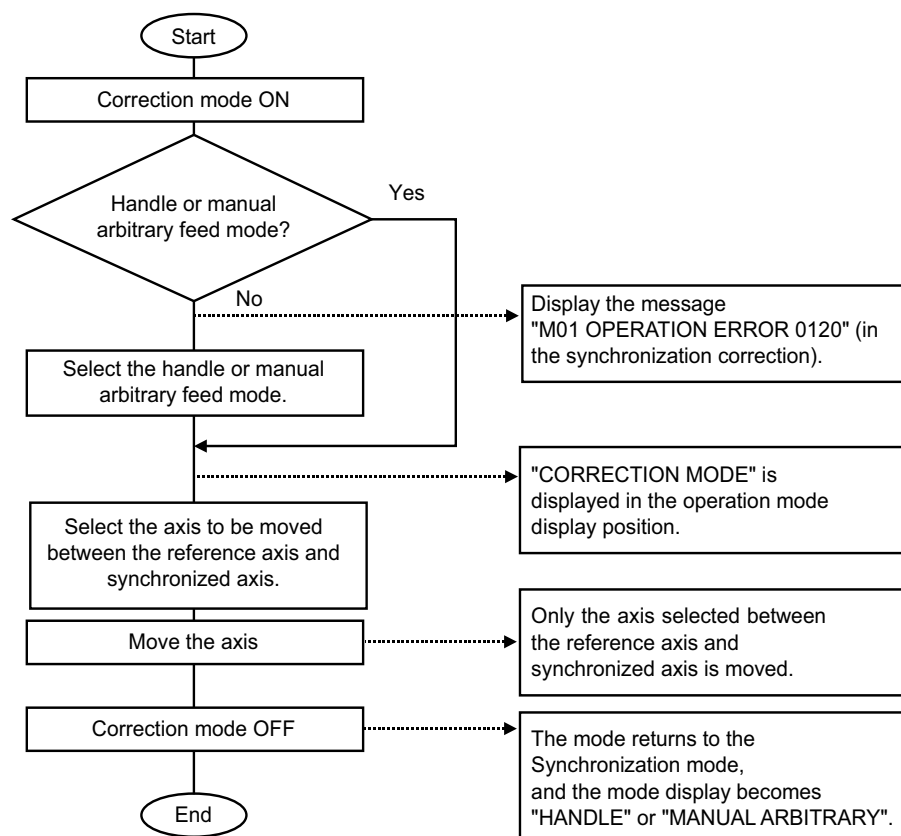 Start
Correction mode ON
Handle or manual
arbitrary feed mode?
Yes
No
Display the message
"M01 OPERATION ERROR 0120" (in
the synchronization correction).
Select the handle or manual
arbitrary feed mode.
"CORRECTION MODE" is
displayed in the operation mode
display position.
Select the axis to be moved
between the reference axis and
synchronized axis.
Move the axis
Only the axis selected between
the reference axis and
synchronized axis is moved.
Correction mode OFF
The mode returns to the
Synchronization mode,
and the mode display becomes
"HANDLE" or "MANUAL ARBITRARY".
End